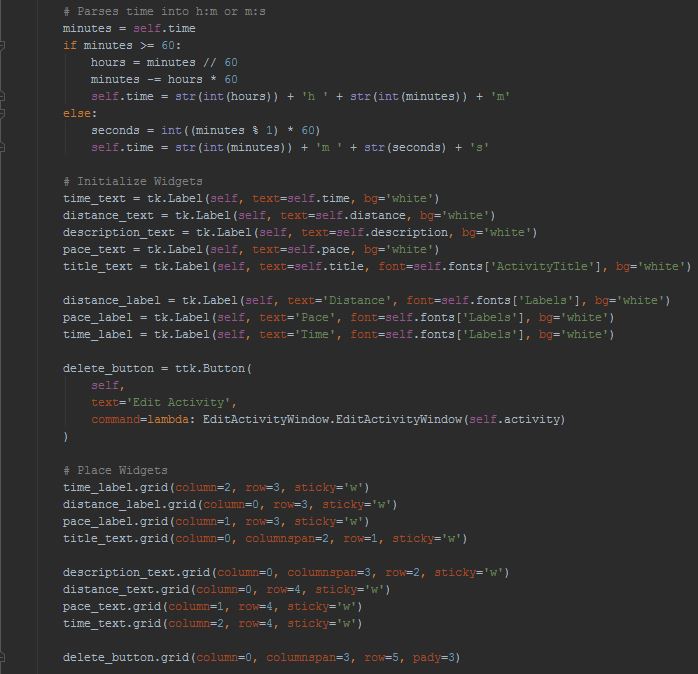 # Parses time into h:m or m:s
minutes = self.time
if minutes >= 60:
    hours = minutes // 60
    minutes -= hours * 60
    self.time = str(int(hours)) + 'h ' + str(int(minutes)) + 'm'
else:
    seconds = int((minutes % 1) * 60)
    self.time = str(int(minutes)) + 'm ' + str(seconds) + 's'

# Initialize Widgets
time_text = tk.Label(self, text=self.time, bg='white')
distance_text = tk.Label(self, text=self.distance, bg='white')
description_text = tk.Label(self, text=self.description, bg='white')
pace_text = tk.Label(self, text=self.pace, bg='white')
title_text = tk.Label(self, text=self.title, font=self.fonts['ActivityTitle'], bg='white')

distance_label = tk.Label(self, text='Distance', font=self.fonts['Labels'], bg='white')
pace_label = tk.Label(self, text='Pace', font=self.fonts['Labels'], bg='white')
time_label = tk.Label(self, text='Time', font=self.fonts['Labels'], bg='white')

delete_button = ttk.Button(
    self,
    text='Edit Activity',
    command=lambda: EditActivityWindow.EditActivityWindow(self.activity)
)

# Place Widgets
time_label.grid(column=2, row=3, sticky='w')
distance_label.grid(column=0, row=3, sticky='w')
pace_label.grid(column=1, row=3, sticky='w')
title_text.grid(column=0, columnspan=2, row=1, sticky='w')

description_text.grid(column=0, columnspan=3, row=2, sticky='w')
distance_text.grid(column=0, row=4, sticky='w')
pace_text.grid(column=1, row=4, sticky='w')
time_text.grid(column=2, row=4, sticky='w')

delete_button.grid(column=0, columnspan=3, row=5, pady=3)